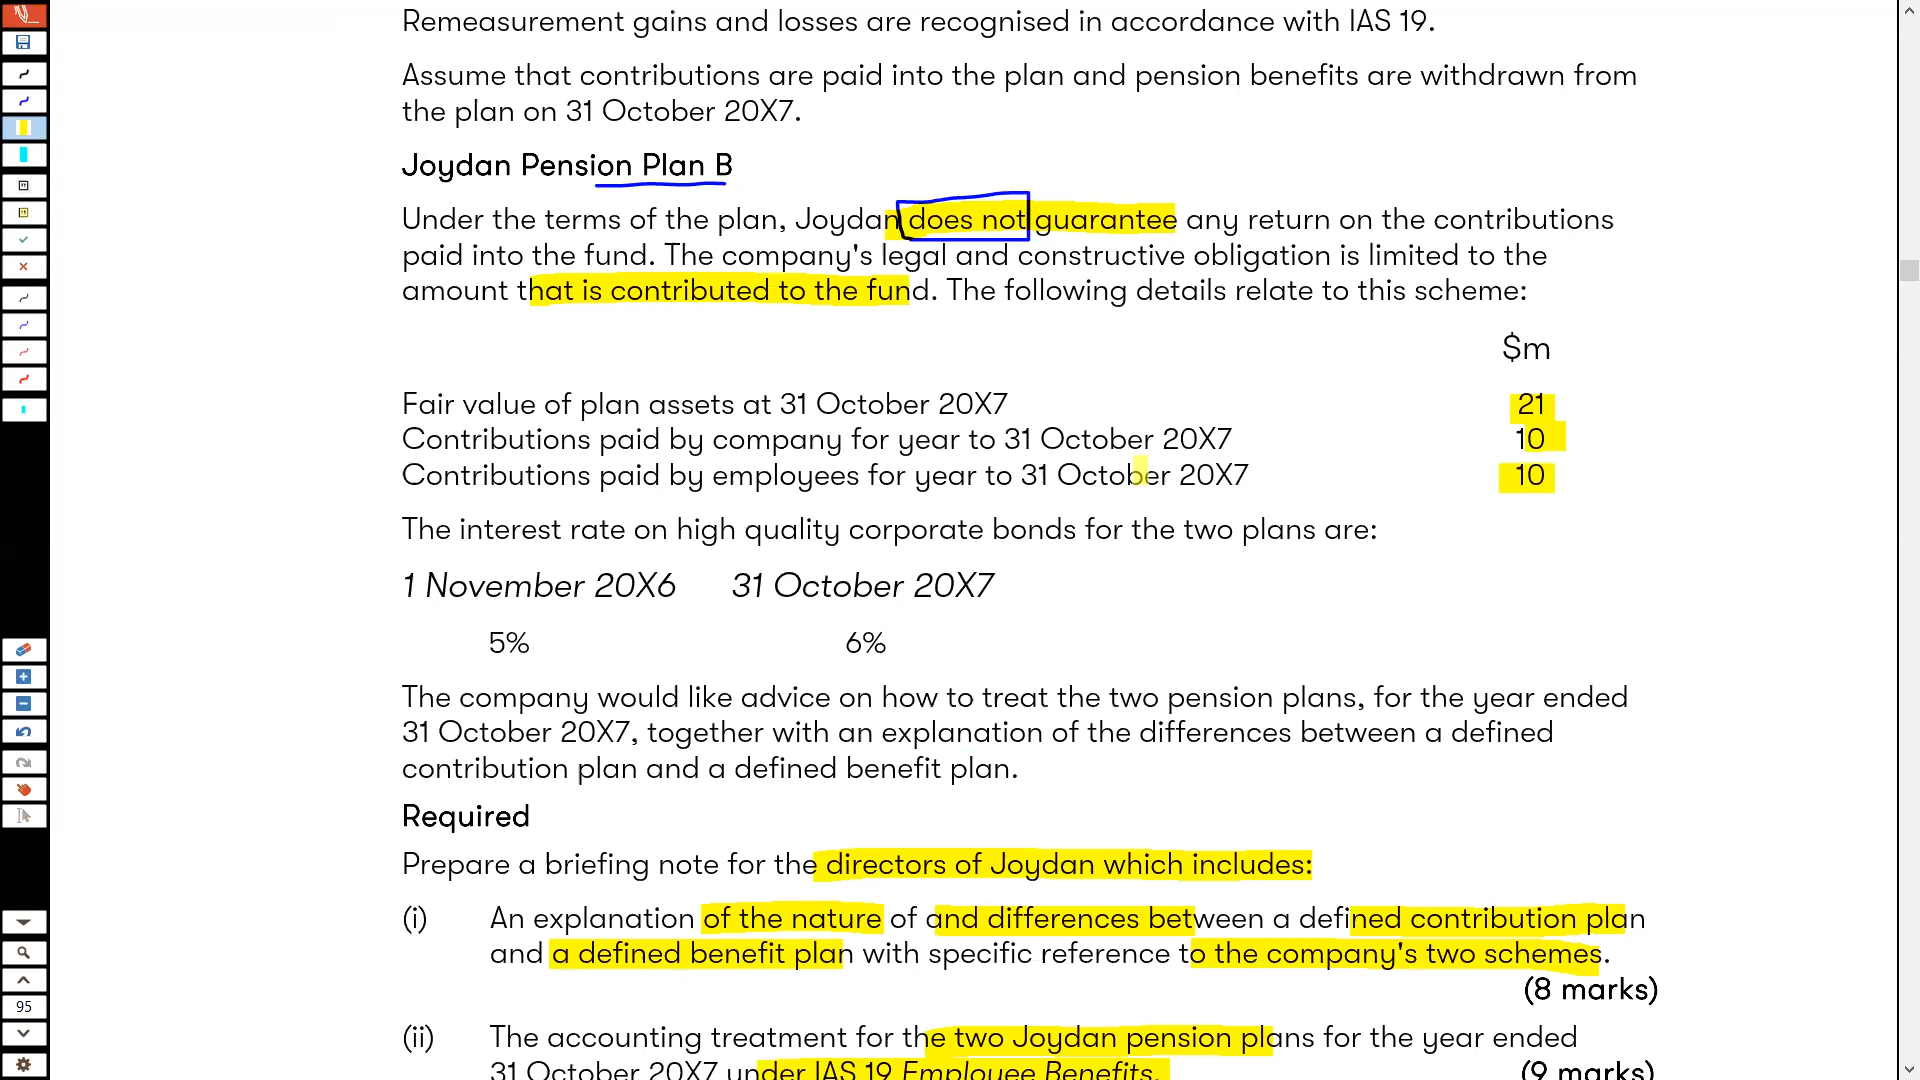 Remeasurement gains and losses are recognised in accordance with IAS 19.
Assume that contributions are paid into the plan and pension benefits are withdrawn from
the plan on 31 October 20X7.
Joydan Pension Plan B
Under the terms of the plan, Joydan does not guarantee any return on the contributions
paid into the fund. The company's legal and constructive obligation is limited to the
amount that is contributed to the fund. The following details relate to this scheme:
$m
Fair value of plan assets at 31 October 20X7 21
Contributions paid by company for year to 31 October 20X7 10
Contributions paid by employees for year to 31 October 20X7 10
The interest rate on high quality corporate bonds for the two plans are:
1 November 20X6 31 October 20X7
5% 6%
The company would like advice on how to treat the two pension plans, for the year ended
31 October 20X7, together with an explanation of the differences between a defined
contribution plan and a defined benefit plan.
Required
Prepare a briefing note for the directors of Joydan which includes:
(i) An explanation of the nature of and differences between a defined contribution plan
and a defined benefit plan with specific reference to the company's two schemes.
(8 marks)
(ii) The accounting treatment for the two Joydan pension plans for the year ended
31 October 20X7 under IAS 19 Employee Benefits. (9 marks)
95